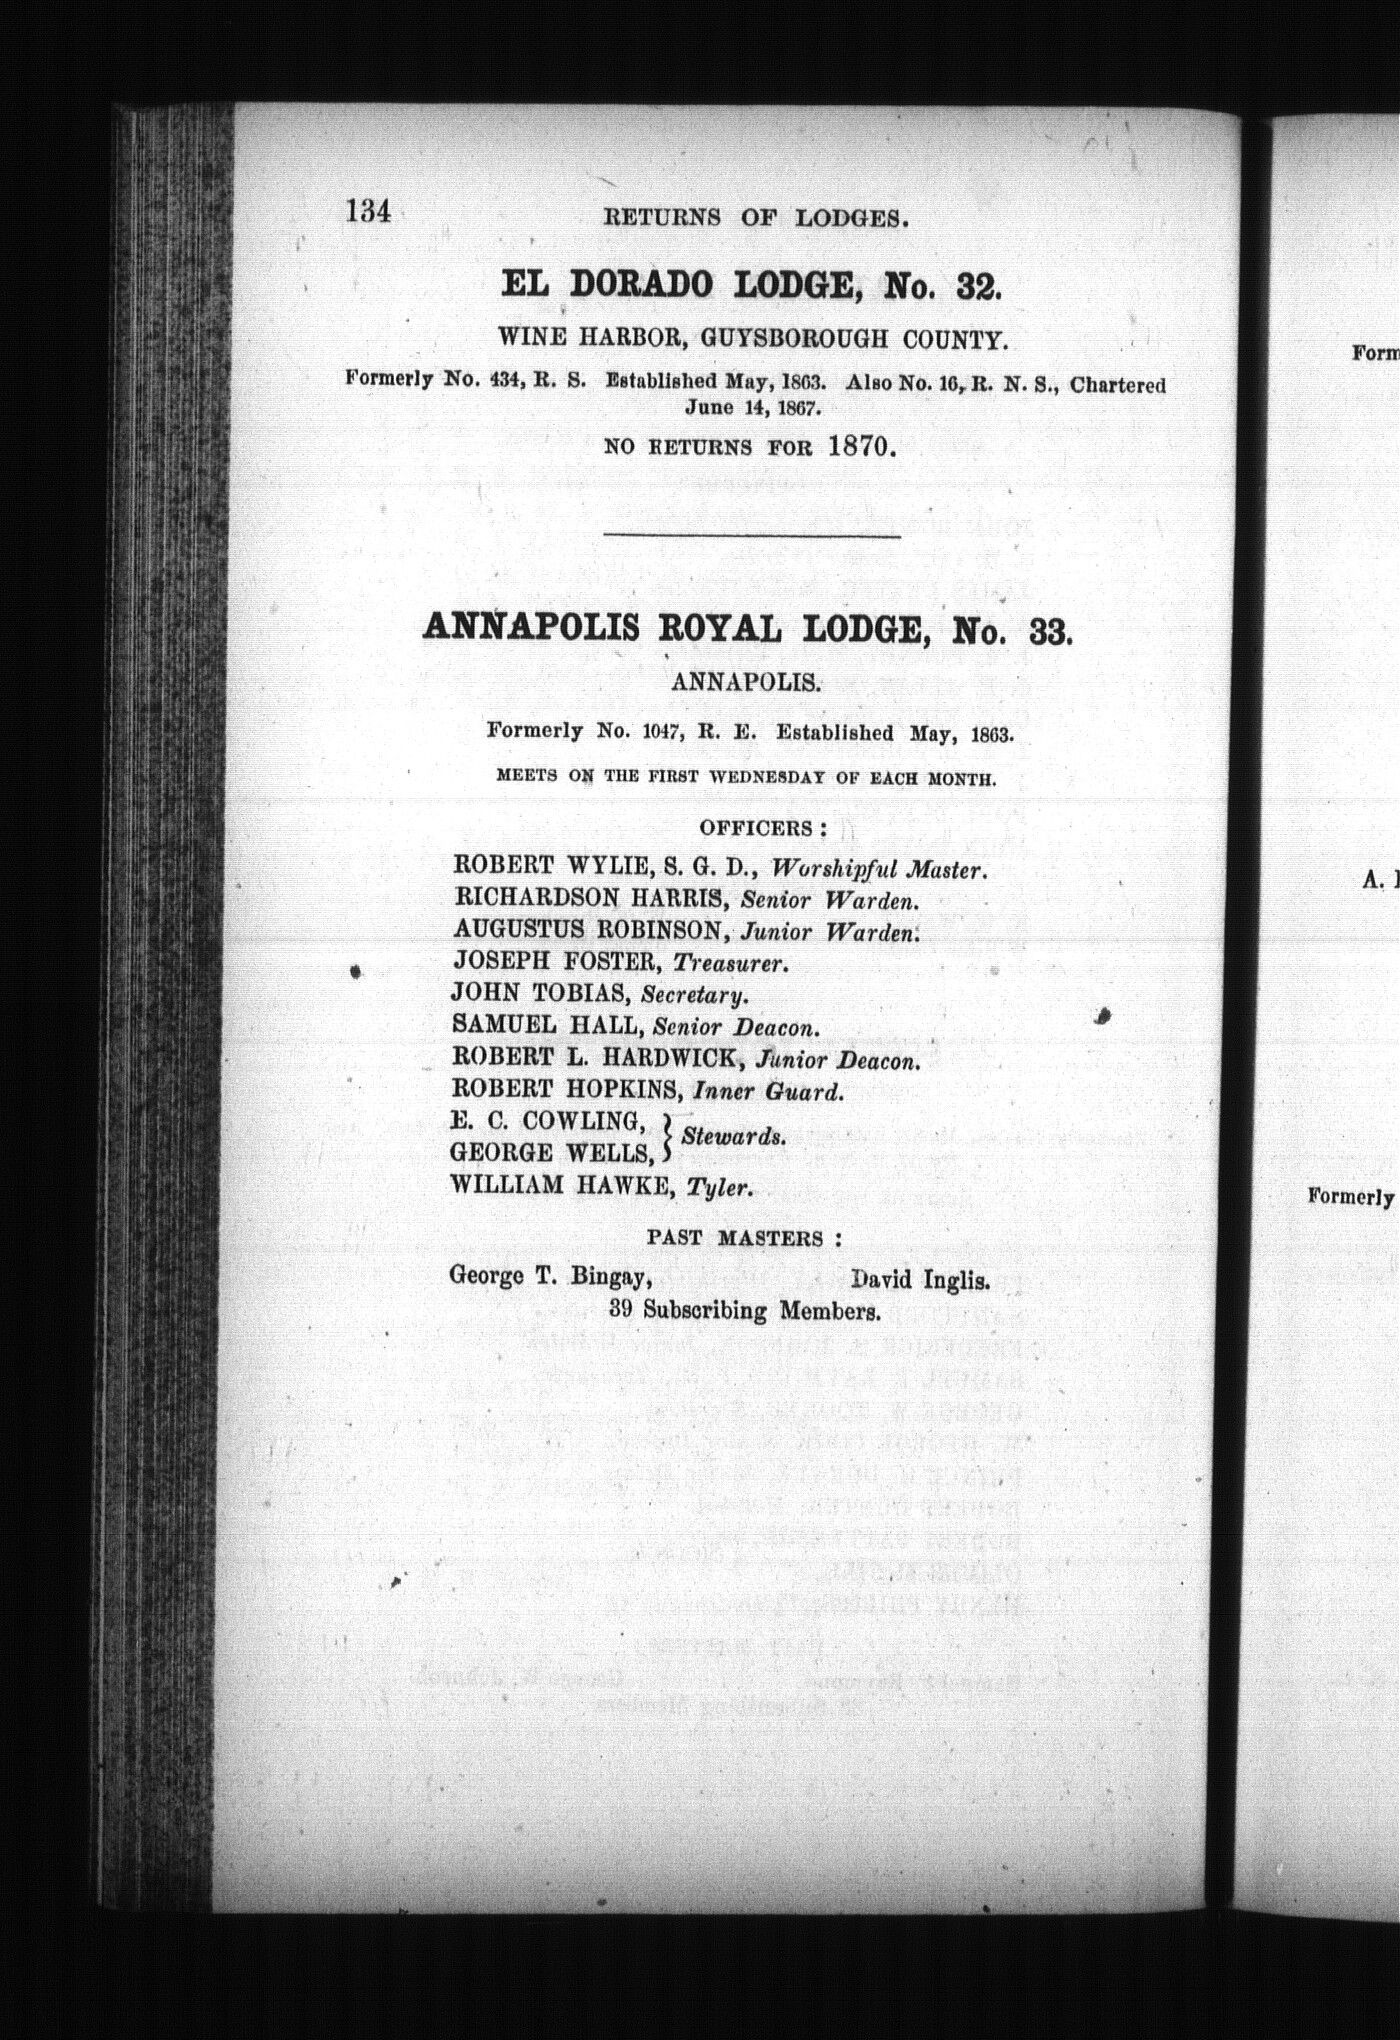 134
RETURNS OF LODGES.
EL DORADO LODGE, No. 32.
WINE HARBOR, GUYSBOROUGH COUNTY.
Formerly No. 434, R. S. Established May, 1863. Also No. 16, R. N. S., Chartered
June 14, 1867.
NO RETURNS FOR 1870.
ANNAPOLIS ROYAL LODGE, No. 33.
ANNAPOLIS.
Formerly No. 1047, R. E. Established May, 1863.
MEETS ON THE FIRST WEDNESDAY OF EACH MONTH.
OFFICERS:
ROBERT WYLIE, S. G. D., Worshipful Master.
RICHARDSON HARRIS, Senior Warden.
AUGUSTUS ROBINSON, Junior Warden.
JOSEPH FOSTER, Treasurer.
JOHN TOBIAS, Secretary.
SAMUEL HALL, Senior Deacon.
ROBERT L. HARDWICK, Junior Deacon.
ROBERT HOPKINS, Inner Guard.
E. C. COWLING,
GEORGE WELLS, } Stewards.
WILLIAM HAWKE, Tyler.
PAST MASTERS:
George T. Bingay, David Inglis.
39 Subscribing Members.
Form
A.
Formerly